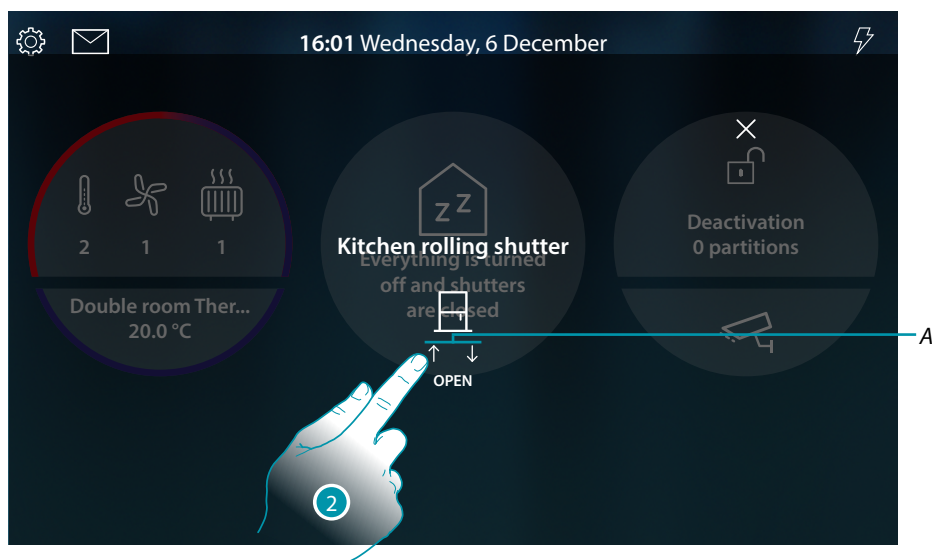 16:01 Wednesday, 6 December
2 1 1
Double room Ther...
20.0 °C
z Z
Kitchen rolling shutter
Everything is turned
off and shutters
are closed
OPEN
Deactivation
0 partitions
A
2